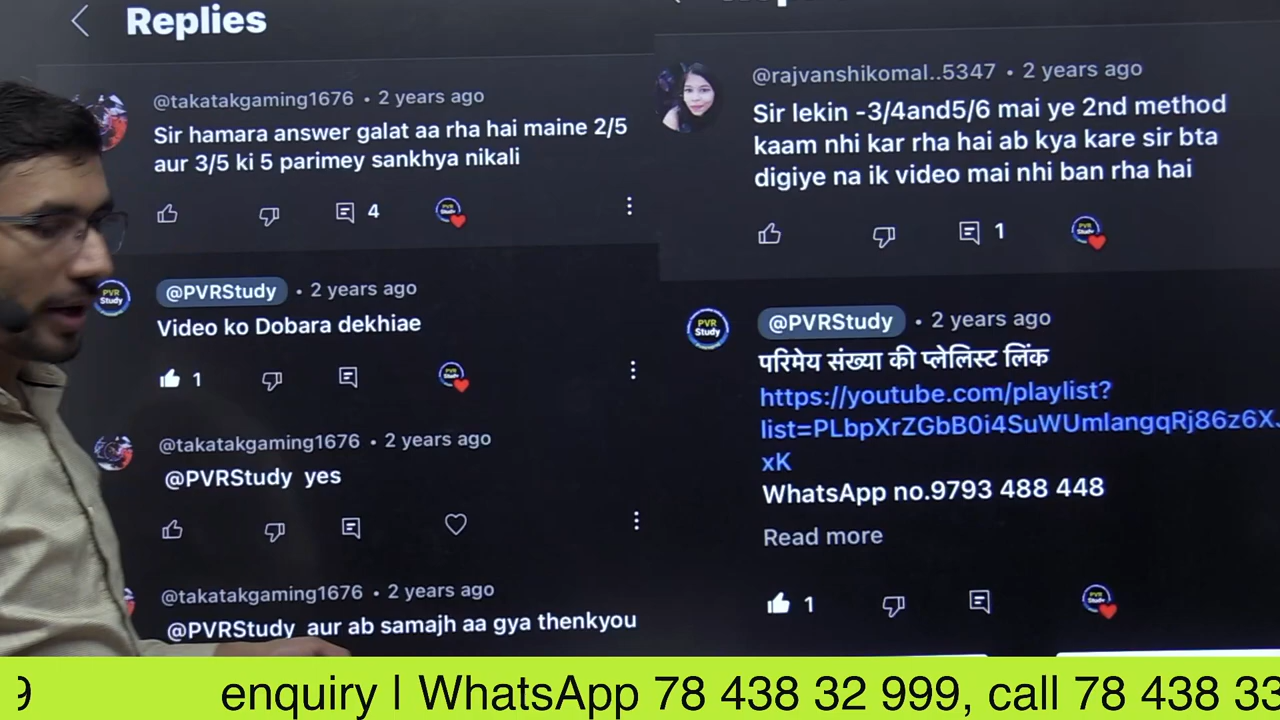 Replies
@takatakgaming1676 • 2 years ago
Sir hamara answer galat aa rha hai maine 2/5
aur 3/5 ki 5 parimey sankhya nikali
4
PVR
Study
@PVRStudy • 2 years ago
Video ko Dobara dekhiae
1
@takatakgaming1676 • 2 years ago
@PVRStudy yes
@takatakgaming1676 • 2 years ago
@PVRStudy aur ab samajh aa gya thenkyou
@rajvanshikomal..5347 • 2 years ago
Sir lekin -3/4and5/6 mai ye 2nd method
kaam nhi kar rha hai ab kya kare sir bta
digiye na ik video mai nhi ban rha hai
1
PVR
Study
@PVRStudy • 2 years ago
परिमेय संख्या की प्लेलिस्ट लिंक
https://youtube.com/playlist?
list=PLbpXrZGbB0i4SuWUmlangqRj86z6X
xK
WhatsApp no.9793 488 448
Read more
1
9 enquiry l WhatsApp 78 438 32 999, call 78 438 33